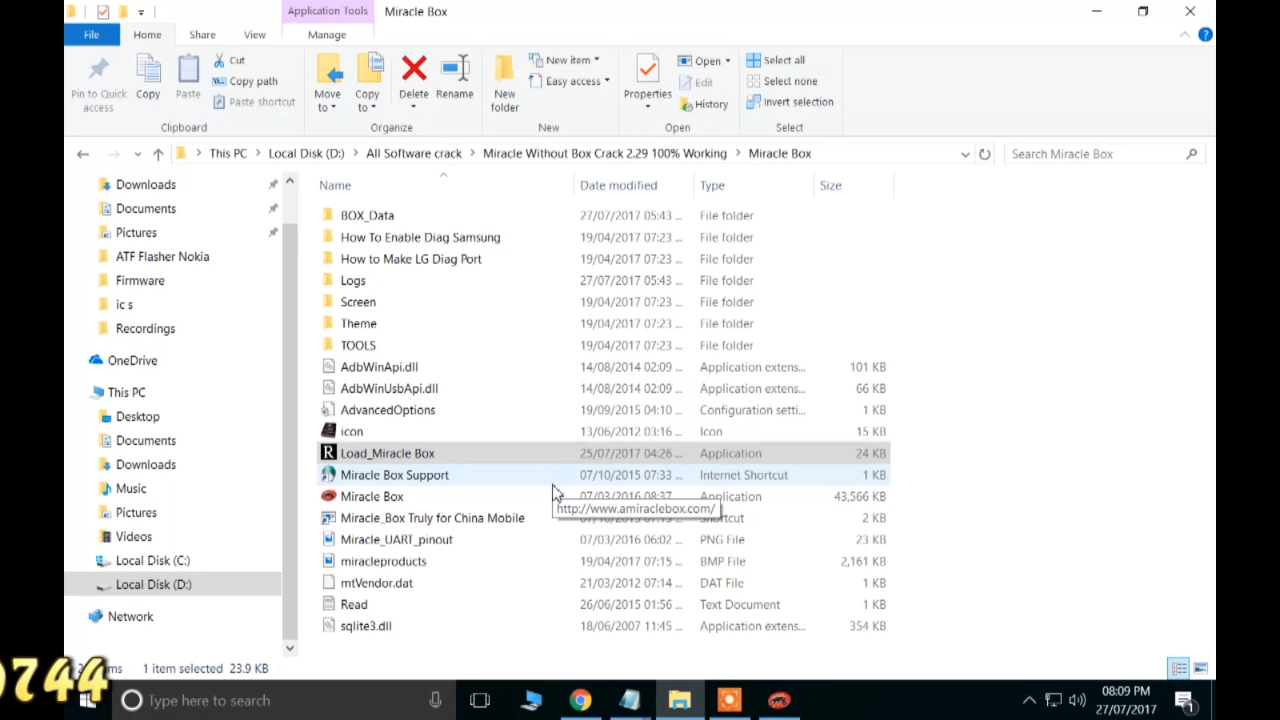 Application Tools
Miracle Box
File
Home
Share
View
Manage
Pin to Quick access
Copy
Paste
Cut
Copy path
Paste shortcut
Clipboard
Move to
Copy to
Delete
Rename
Organize
New folder
New item
Easy access
New
Properties
Open
Edit
History
Open
Select all
Select none
Invert selection
Select
This PC > Local Disk (D:) > All Software crack > Miracle Without Box Crack 2.29 100% Working > Miracle Box
Search Miracle Box
Downloads
Documents
Pictures
ATF Flasher Nokia
Firmware
ic s
Recordings
OneDrive
This PC
Desktop
Documents
Downloads
Music
Pictures
Videos
Local Disk (C:)
Local Disk (D:)
Network
Name Date modified Type Size
BOX_Data 27/07/2017 05:43 ... File folder
How To Enable Diag Samsung 19/04/2017 07:23 ... File folder
How to Make LG Diag Port 19/04/2017 07:23 ... File folder
Logs 27/07/2017 05:43 ... File folder
Screen 19/04/2017 07:23 ... File folder
Theme 19/04/2017 07:23 ... File folder
TOOLS 19/04/2017 07:23 ... File folder
AdbWinApi.dll 14/08/2014 02:09 ... Application extens... 101 KB
AdbWinUsbApi.dll 14/08/2014 02:09 ... Application extens... 66 KB
AdvancedOptions 19/09/2015 04:10 ... Configuration setti... 1 KB
icon 13/06/2012 03:16 ... Icon 15 KB
R Load_Miracle Box 25/07/2017 04:26 ... Application 24 KB
Miracle Box Support 07/10/2015 07:33 ... Internet Shortcut 1 KB
Miracle Box 07/03/2016 08:37 Application 43,566 KB
http://www.amiraclebox.com/
Miracle_Box Truly for China Mobile 2 KB
Miracle_UART_pinout 07/03/2016 06:02 ... PNG File 23 KB
miracleproducts 19/04/2017 07:15 ... BMP File 2,161 KB
mtVendor.dat 21/03/2012 07:14 ... DAT File 1 KB
Read 26/06/2015 01:56 ... Text Document 1 KB
sqlite3.dll 18/06/2007 11:45 ... Application extens... 354 KB
1 item selected 23.9 KB
744
Type here to search
08:09 PM
27/07/2017
1